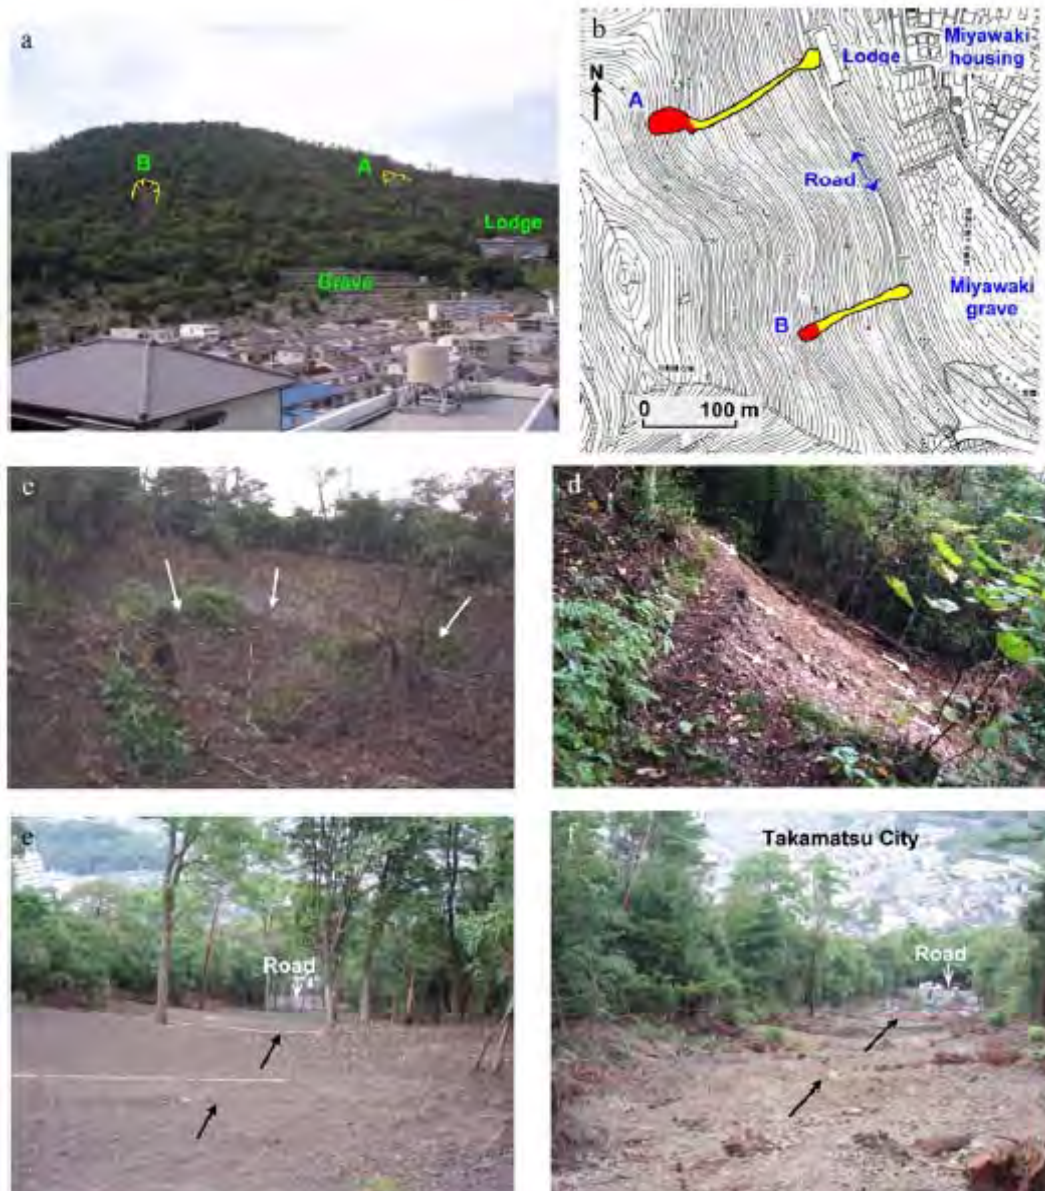 a
B
A
Lodge
Grave
b
N
A
Lodge
Miyawaki
housing
Road
Miyawaki
grave
B
0 100 m
c
d
e
Road
f
Takamatsu City
Road